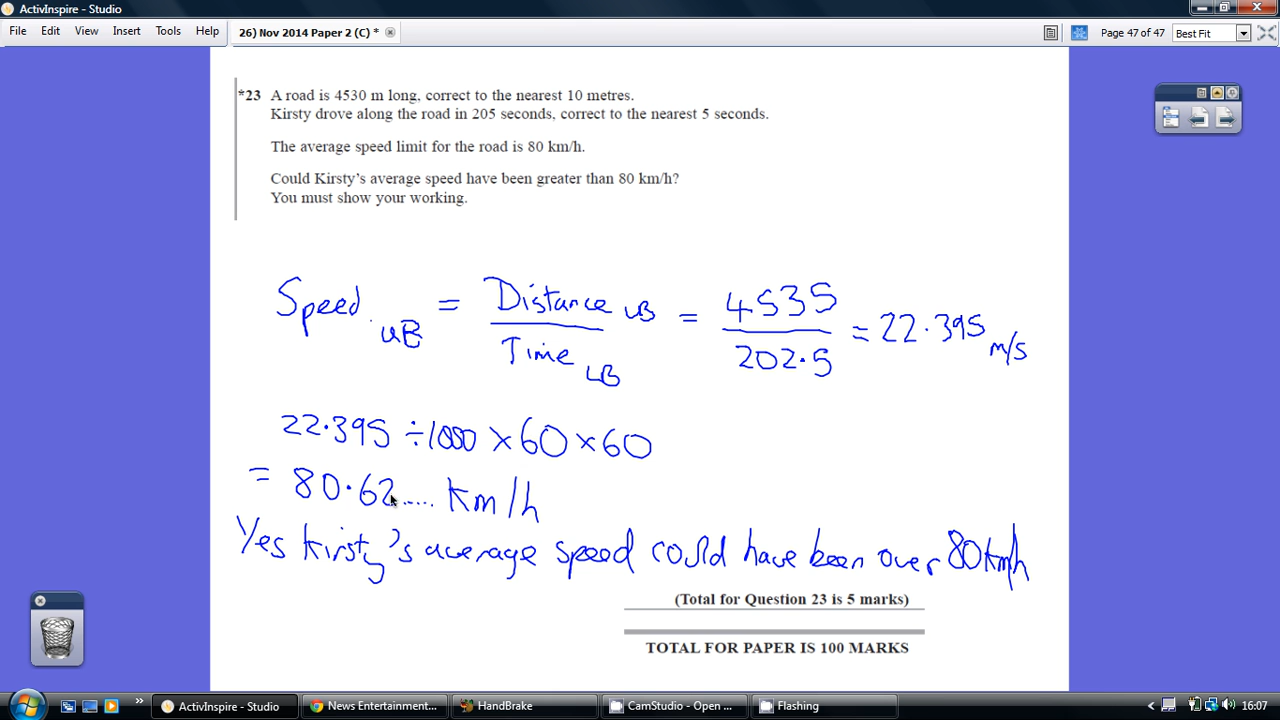 ActivInspire - Studio
File Edit View Insert Tools Help
26) Nov 2014 Paper 2 (C) *
Page 47 of 47
Best Fit
*23 A road is 4530 m long, correct to the nearest 10 metres.
Kirsty drove along the road in 205 seconds, correct to the nearest 5 seconds.
The average speed limit for the road is 80 km/h.
Could Kirsty's average speed have been greater than 80 km/h?
You must show your working.
Speed UB = Distance UB / Time LB = 4535 / 202.5 = 22.395 m/s
22.395 ÷ 1000 × 60 × 60
= 80.62..... km/h
Yes Kirsty's average speed could have been over 80km/h
(Total for Question 23 is 5 marks)
TOTAL FOR PAPER IS 100 MARKS
ActivInspire - Studio
News Entertainment...
HandBrake
CamStudio - Open ...
Flashing
16:07